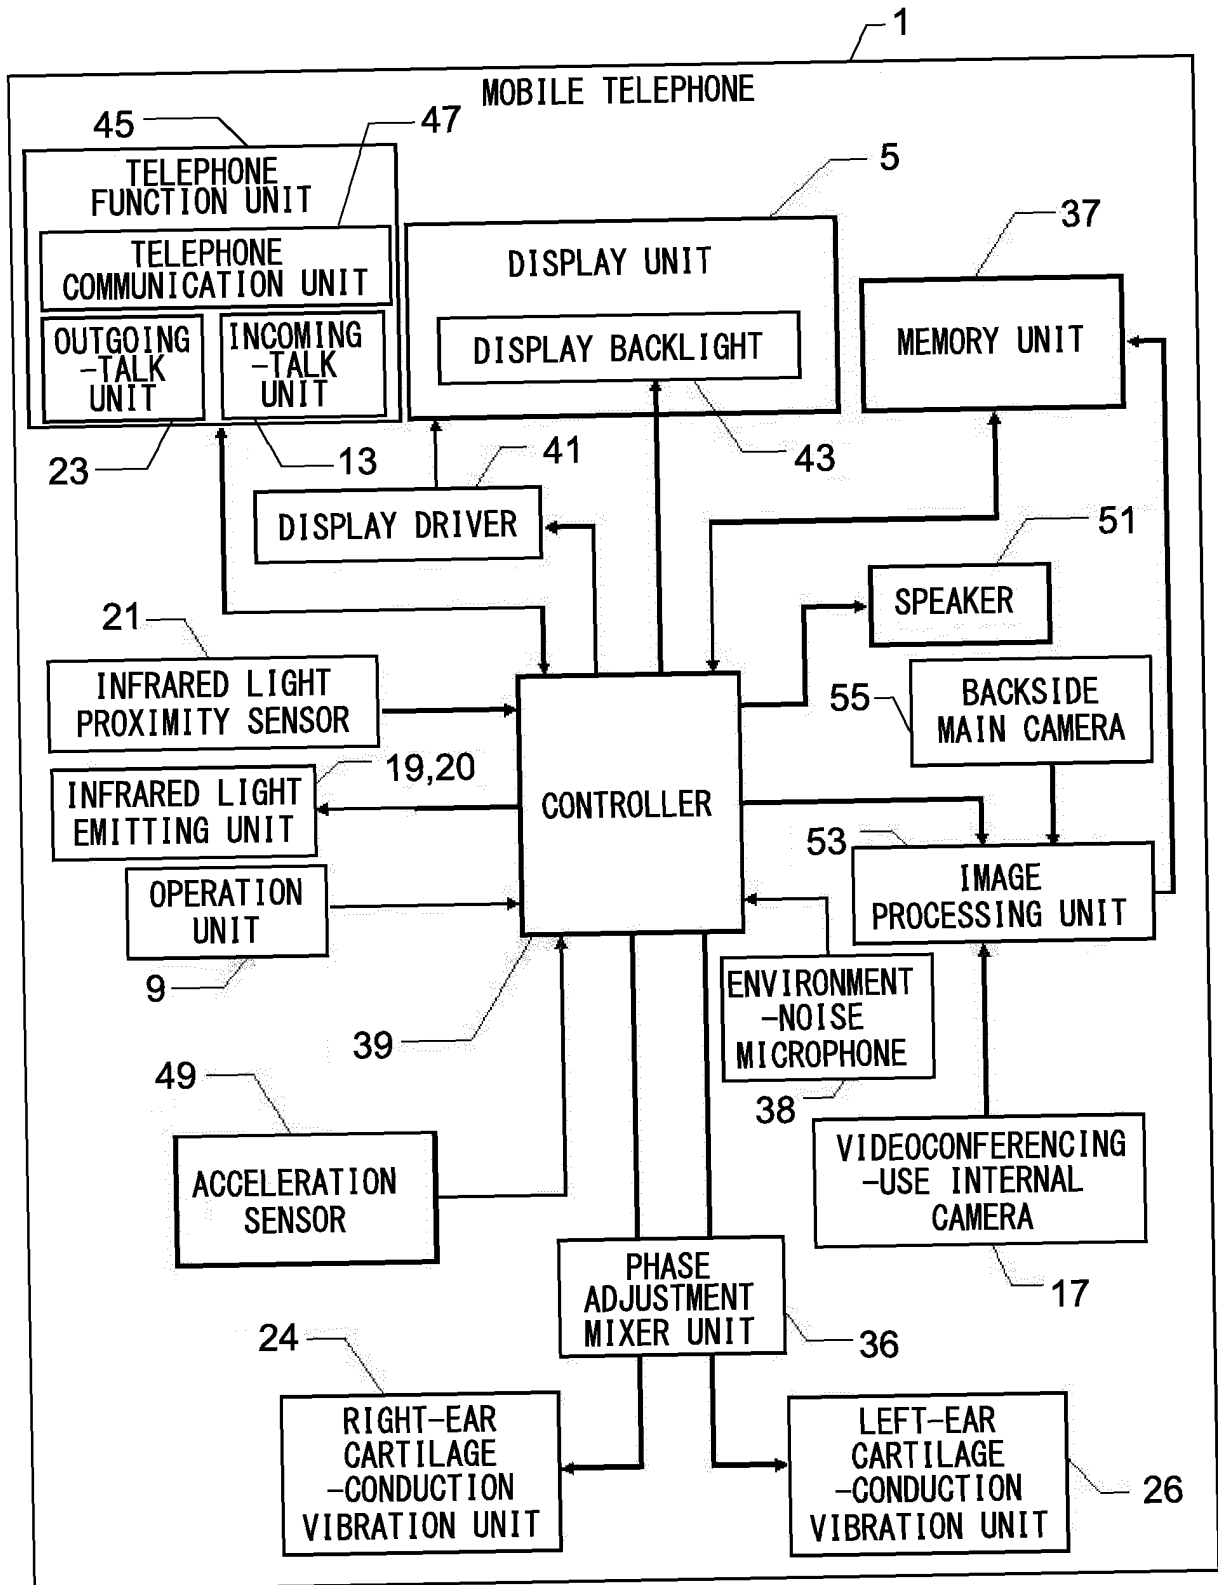 1
MOBILE TELEPHONE
45
47
TELEPHONE
FUNCTION UNIT
TELEPHONE
COMMUNICATION UNIT
OUTGOING
-TALK
UNIT
INCOMING
-TALK
UNIT
23
13
5
DISPLAY UNIT
DISPLAY BACKLIGHT
43
37
MEMORY UNIT
41
DISPLAY DRIVER
51
SPEAKER
21
INFRARED LIGHT
PROXIMITY SENSOR
19,20
INFRARED LIGHT
EMITTING UNIT
OPERATION
UNIT
9
CONTROLLER
39
55
BACKSIDE
MAIN CAMERA
53
IMAGE
PROCESSING UNIT
ENVIRONMENT
-NOISE
MICROPHONE
38
49
ACCELERATION
SENSOR
VIDEOCONFERENCING
-USE INTERNAL
CAMERA
17
PHASE
ADJUSTMENT
MIXER UNIT
36
24
RIGHT-EAR
CARTILAGE
-CONDUCTION
VIBRATION UNIT
LEFT-EAR
CARTILAGE
-CONDUCTION
VIBRATION UNIT
26